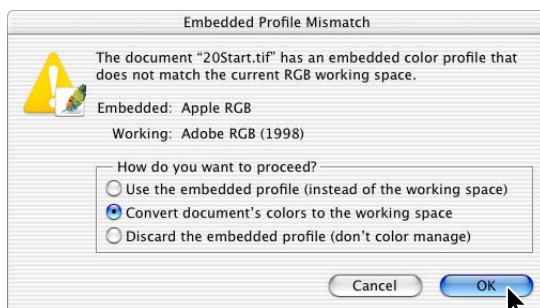 Embedded Profile Mismatch
The document “20Start.tif” has an embedded color profile that
does not match the current RGB working space.
Embedded: Apple RGB
Working: Adobe RGB (1998)
How do you want to proceed?
Use the embedded profile (instead of the working space)
Convert document's colors to the working space
Discard the embedded profile (don't color manage)
Cancel OK